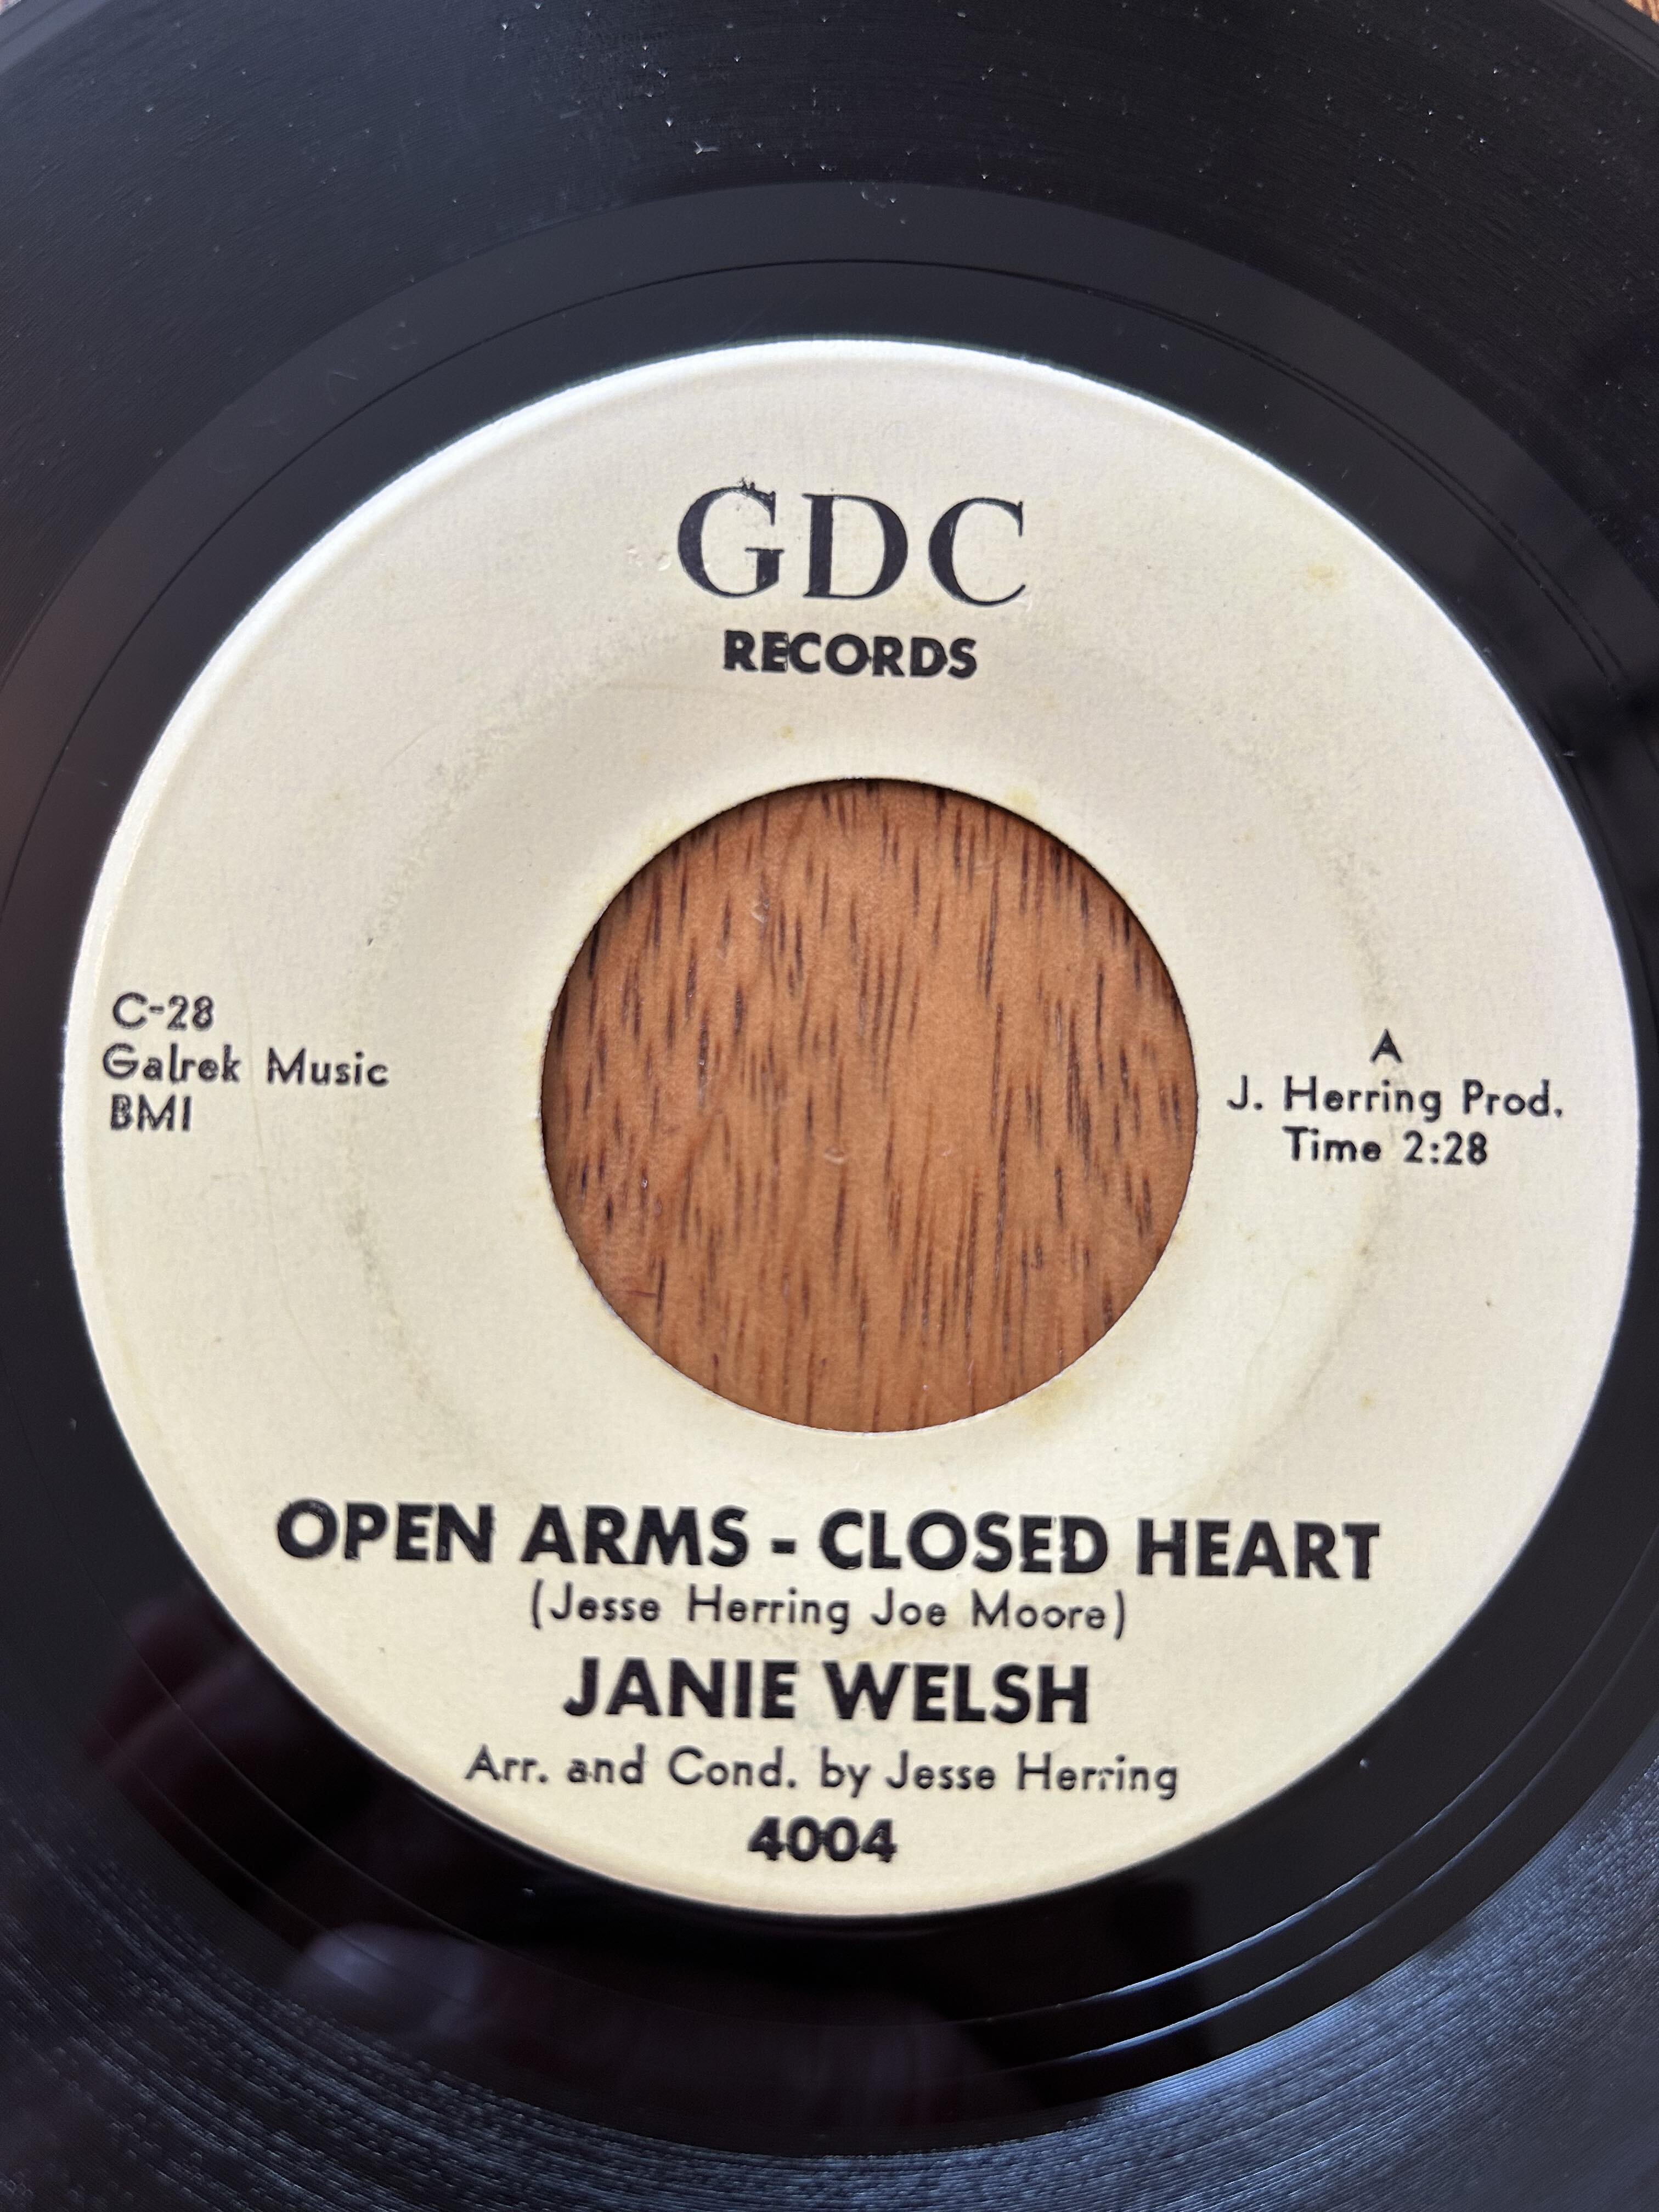 GDC
RECORDS
C-28
Galrek Music
BMI
A
J. Herring Prod.
Time 2:28
OPEN ARMS - CLOSED HEART
(Jesse Herring Joe Moore)
JANIE WELSH
Arr. and Cond. by Jesse Herring
4004